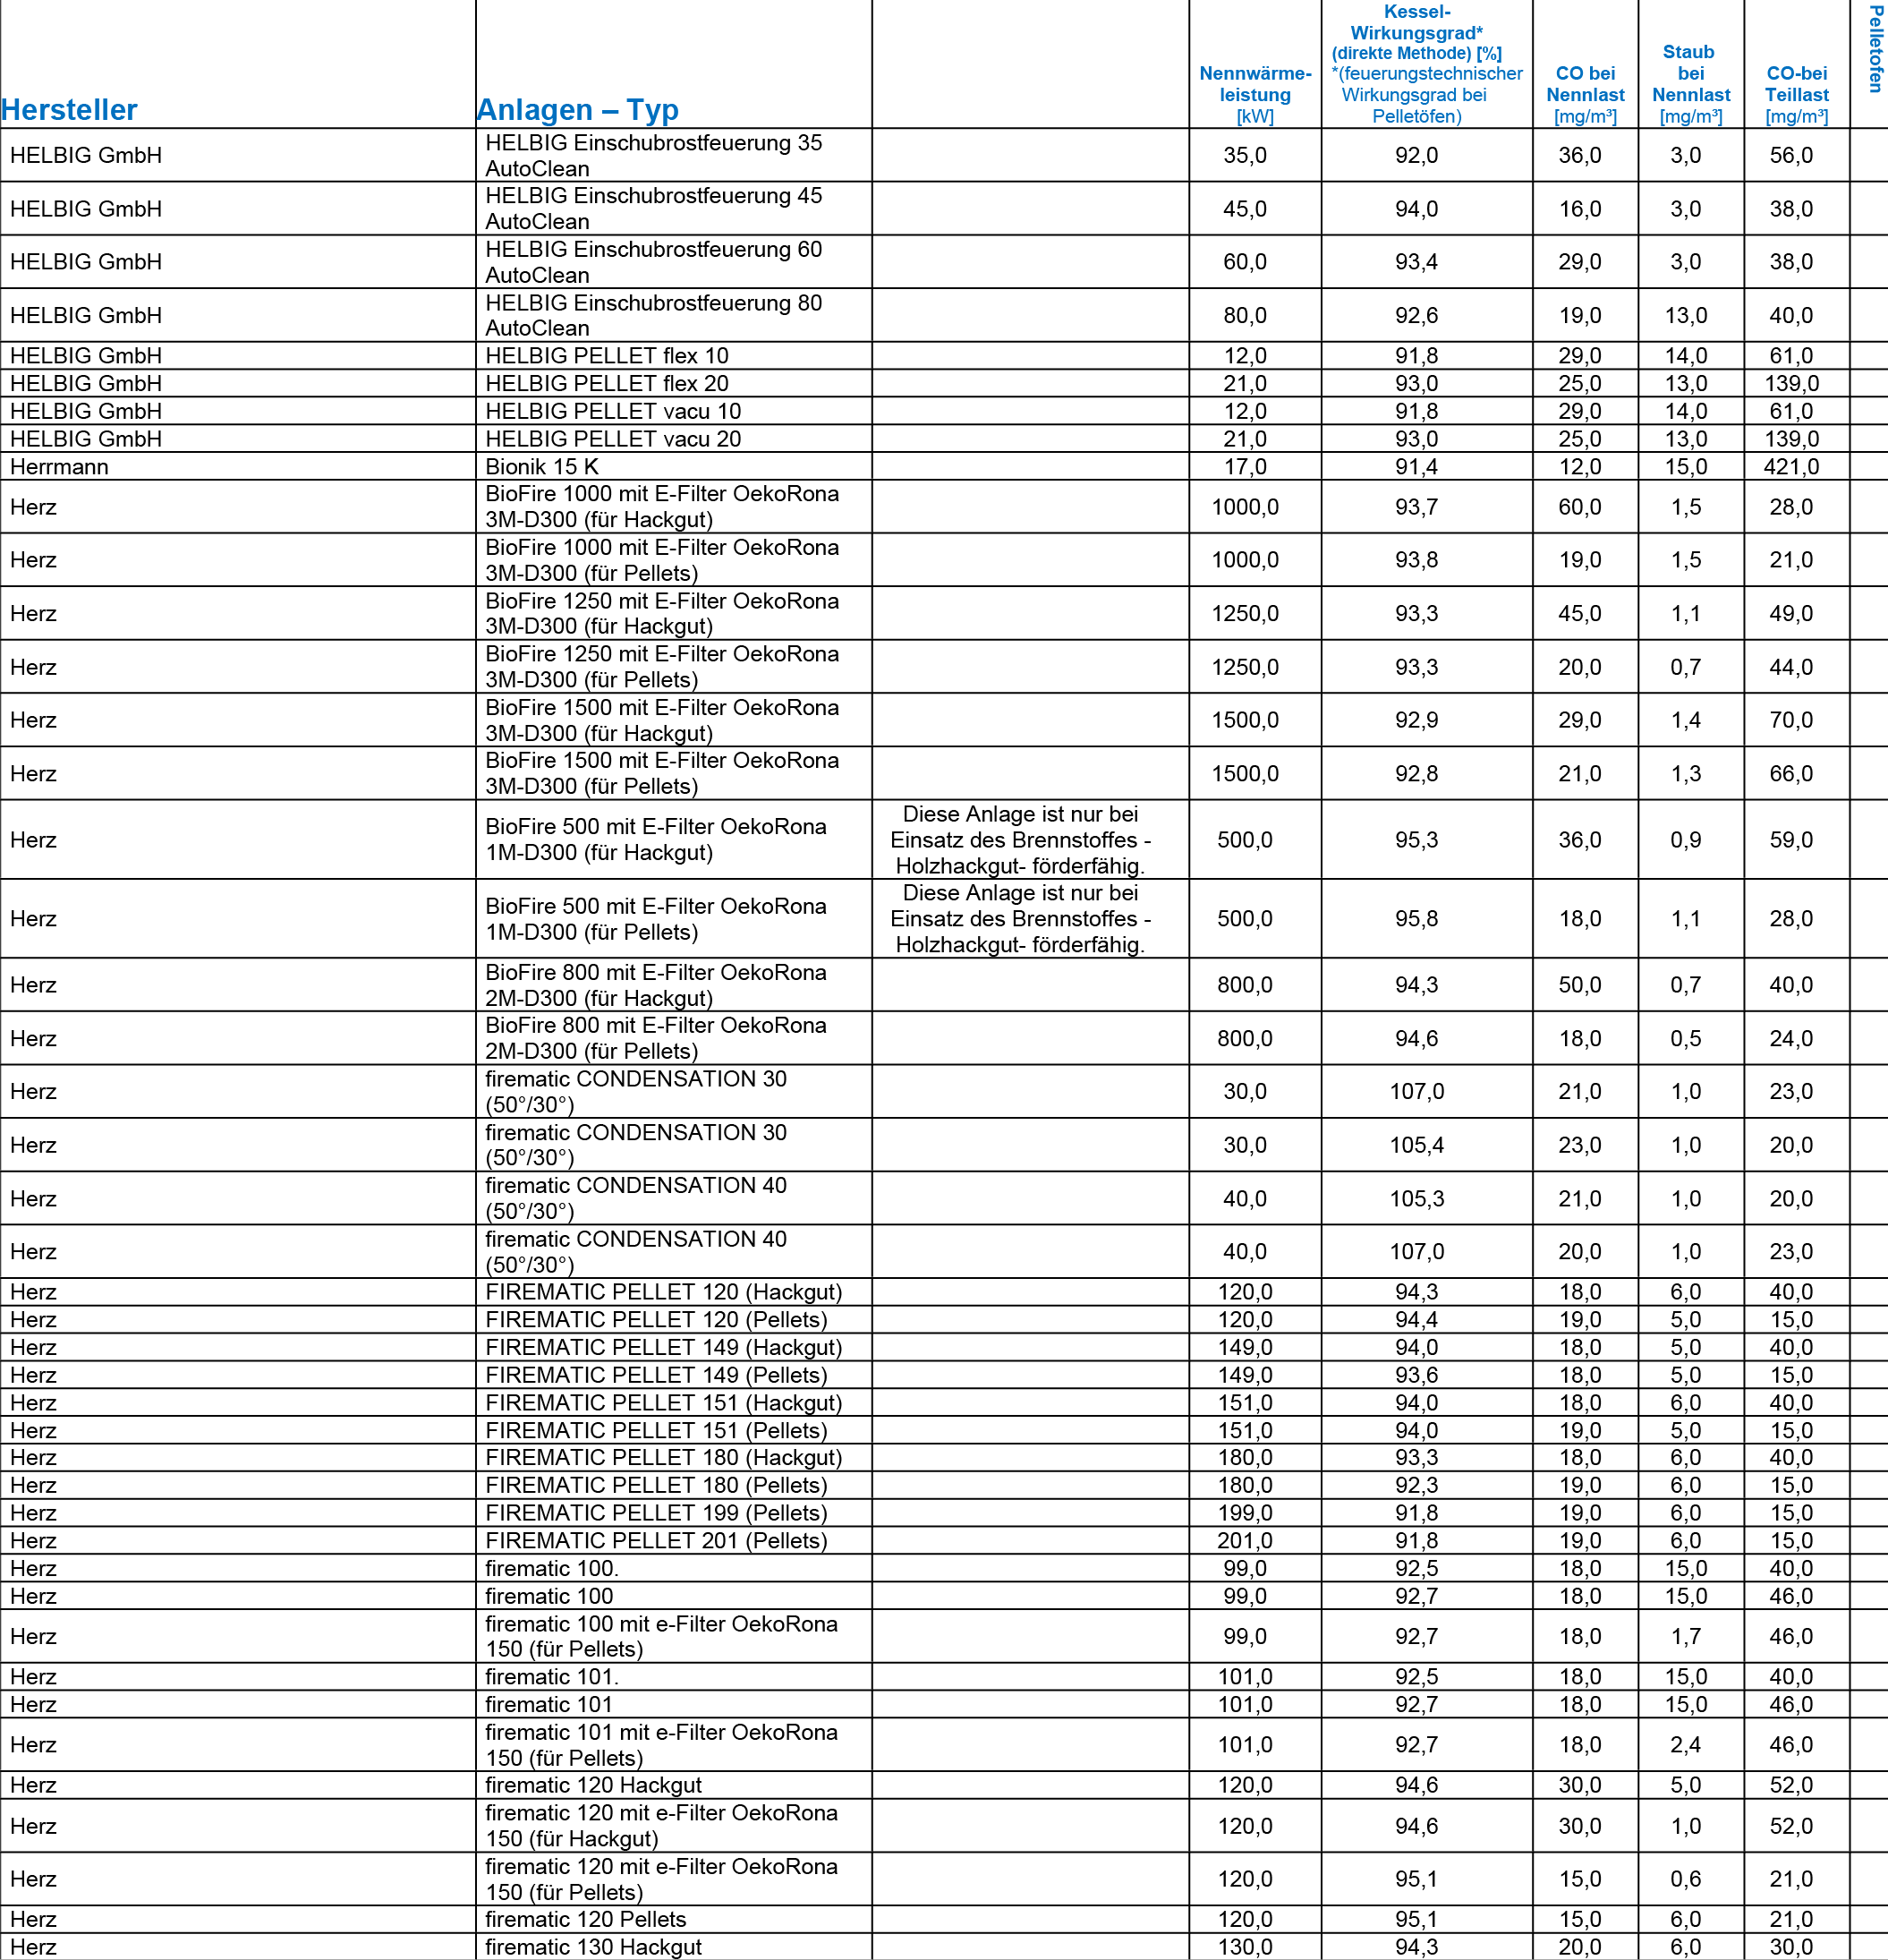 Hersteller Anlagen – Typ Nennwärme-leistung [kW] Kessel-Wirkungsgrad* (direkte Methode) [%] *(feuerungstechnischer Wirkungsgrad bei Pelletöfen) CO bei Nennlast [mg/m³] Staub bei Nennlast [mg/m³] CO-bei Teillast [mg/m³] Pelletofen
HELBIG GmbH HELBIG Einschubrostfeuerung 35 AutoClean 35,0 92,0 36,0 3,0 56,0
HELBIG GmbH HELBIG Einschubrostfeuerung 45 AutoClean 45,0 94,0 16,0 3,0 38,0
HELBIG GmbH HELBIG Einschubrostfeuerung 60 AutoClean 60,0 93,4 29,0 3,0 38,0
HELBIG GmbH HELBIG Einschubrostfeuerung 80 AutoClean 80,0 92,6 19,0 13,0 40,0
HELBIG GmbH HELBIG PELLET flex 10 12,0 91,8 29,0 14,0 61,0
HELBIG GmbH HELBIG PELLET flex 20 21,0 93,0 25,0 13,0 139,0
HELBIG GmbH HELBIG PELLET vacu 10 12,0 91,8 29,0 14,0 61,0
HELBIG GmbH HELBIG PELLET vacu 20 21,0 93,0 25,0 13,0 139,0
Herrmann Bionik 15 K 17,0 91,4 12,0 15,0 421,0
Herz BioFire 1000 mit E-Filter OekoRona 3M-D300 (für Hackgut) 1000,0 93,7 60,0 1,5 28,0
Herz BioFire 1000 mit E-Filter OekoRona 3M-D300 (für Pellets) 1000,0 93,8 19,0 1,5 21,0
Herz BioFire 1250 mit E-Filter OekoRona 3M-D300 (für Hackgut) 1250,0 93,3 45,0 1,1 49,0
Herz BioFire 1250 mit E-Filter OekoRona 3M-D300 (für Pellets) 1250,0 93,3 20,0 0,7 44,0
Herz BioFire 1500 mit E-Filter OekoRona 3M-D300 (für Hackgut) 1500,0 92,9 29,0 1,4 70,0
Herz BioFire 1500 mit E-Filter OekoRona 3M-D300 (für Pellets) 1500,0 92,8 21,0 1,3 66,0
Herz BioFire 500 mit E-Filter OekoRona 1M-D300 (für Hackgut) Diese Anlage ist nur bei Einsatz des Brennstoffes - Holzhackgut- förderfähig. 500,0 95,3 36,0 0,9 59,0
Herz BioFire 500 mit E-Filter OekoRona 1M-D300 (für Pellets) Diese Anlage ist nur bei Einsatz des Brennstoffes - Holzhackgut- förderfähig. 500,0 95,8 18,0 1,1 28,0
Herz BioFire 800 mit E-Filter OekoRona 2M-D300 (für Hackgut) 800,0 94,3 50,0 0,7 40,0
Herz BioFire 800 mit E-Filter OekoRona 2M-D300 (für Pellets) 800,0 94,6 18,0 0,5 24,0
Herz firematic CONDENSATION 30 (50°/30°) 30,0 107,0 21,0 1,0 23,0
Herz firematic CONDENSATION 30 (50°/30°) 30,0 105,4 23,0 1,0 20,0
Herz firematic CONDENSATION 40 (50°/30°) 40,0 105,3 21,0 1,0 20,0
Herz firematic CONDENSATION 40 (50°/30°) 40,0 107,0 20,0 1,0 23,0
Herz FIREMATIC PELLET 120 (Hackgut) 120,0 94,3 18,0 6,0 40,0
Herz FIREMATIC PELLET 120 (Pellets) 120,0 94,4 19,0 5,0 15,0
Herz FIREMATIC PELLET 149 (Hackgut) 149,0 94,0 18,0 5,0 40,0
Herz FIREMATIC PELLET 149 (Pellets) 149,0 93,6 18,0 5,0 15,0
Herz FIREMATIC PELLET 151 (Hackgut) 151,0 94,0 18,0 6,0 40,0
Herz FIREMATIC PELLET 151 (Pellets) 151,0 94,0 19,0 5,0 15,0
Herz FIREMATIC PELLET 180 (Hackgut) 180,0 93,3 18,0 6,0 40,0
Herz FIREMATIC PELLET 180 (Pellets) 180,0 92,3 19,0 6,0 15,0
Herz FIREMATIC PELLET 199 (Pellets) 199,0 91,8 19,0 6,0 15,0
Herz FIREMATIC PELLET 201 (Pellets) 201,0 91,8 19,0 6,0 15,0
Herz firematic 100. 99,0 92,5 18,0 15,0 40,0
Herz firematic 100 99,0 92,7 18,0 15,0 46,0
Herz firematic 100 mit e-Filter OekoRona 150 (für Pellets) 99,0 92,7 18,0 1,7 46,0
Herz firematic 101. 101,0 92,5 18,0 15,0 40,0
Herz firematic 101 101,0 92,7 18,0 15,0 46,0
Herz firematic 101 mit e-Filter OekoRona 150 (für Pellets) 101,0 92,7 18,0 2,4 46,0
Herz firematic 120 Hackgut 120,0 94,6 30,0 5,0 52,0
Herz firematic 120 mit e-Filter OekoRona 150 (für Hackgut) 120,0 94,6 30,0 1,0 52,0
Herz firematic 120 mit e-Filter OekoRona 150 (für Pellets) 120,0 95,1 15,0 0,6 21,0
Herz firematic 120 Pellets 120,0 95,1 15,0 6,0 21,0
Herz firematic 130 Hackgut 130,0 94,3 20,0 6,0 30,0